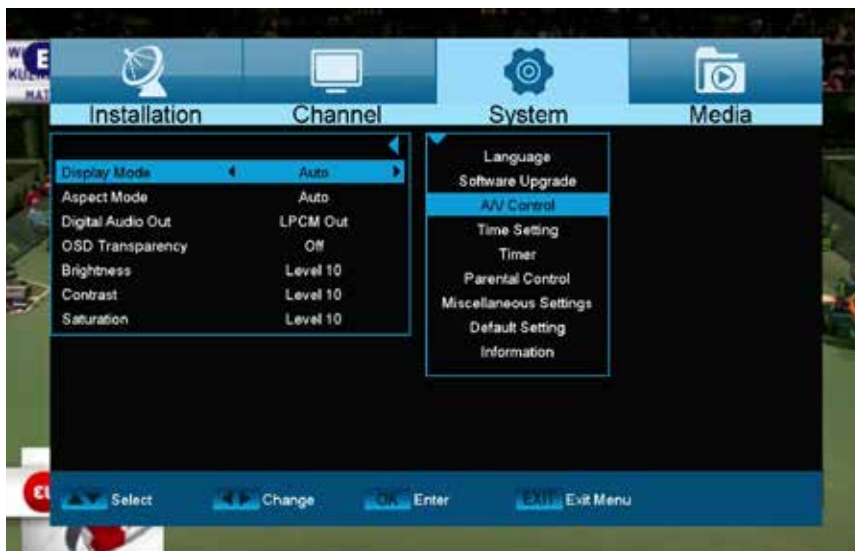 Installation
Channel
System
Media
Display Mode Auto
Aspect Mode Auto
Digital Audio Out LPCM Out
OSD Transparency Off
Brightness Level 10
Contrast Level 10
Saturation Level 10
Language
Software Upgrade
A/V Control
Time Setting
Timer
Parental Control
Miscellaneous Settings
Default Setting
Information
Select
Change
OK Enter
EXIT Exit Menu